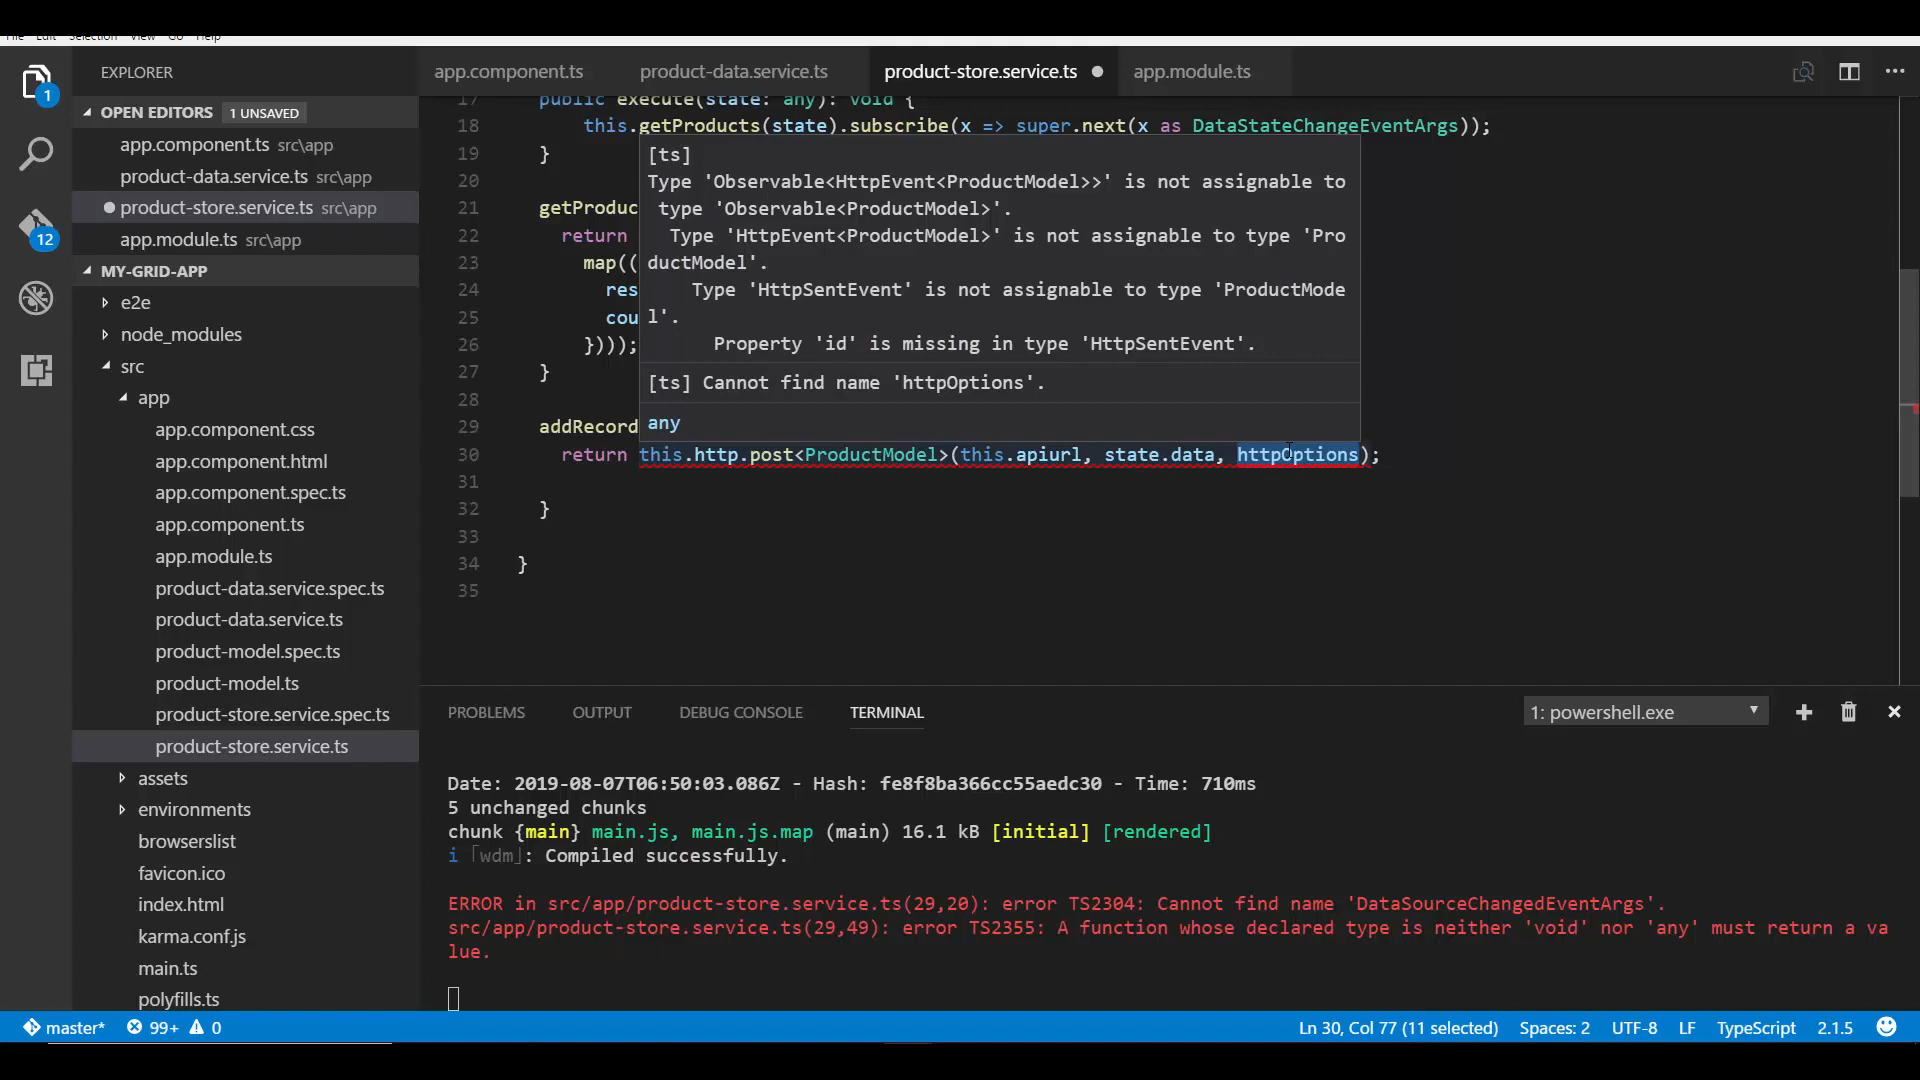 File Edit Selection View Go Help
EXPLORER
app.component.ts product-data.service.ts product-store.service.ts app.module.ts
OPEN EDITORS 1 UNSAVED
app.component.ts src\app
product-data.service.ts src\app
product-store.service.ts src\app
app.module.ts src\app
MY-GRID-APP
e2e
node_modules
src
app
app.component.css
app.component.html
app.component.spec.ts
app.component.ts
app.module.ts
product-data.service.spec.ts
product-data.service.ts
product-model.spec.ts
product-model.ts
product-store.service.spec.ts
product-store.service.ts
assets
environments
browserslist
favicon.ico
index.html
karma.conf.js
main.ts
polyfills.ts
1
12
17 public execute(state: any): void {
18 this.getProducts(state).subscribe(x => super.next(x as DataStateChangeEventArgs));
19 }
20
21 getProduc
22 return
23 map((
24 res
25 cou
26 })));
27 }
28
29 addRecord
30 return this.http.post<ProductModel>(this.apiurl, state.data, httpOptions);
31
32 }
33
34 }
35
[ts]
Type 'Observable<HttpEvent<ProductModel>>' is not assignable to
type 'Observable<ProductModel>'.
Type 'HttpEvent<ProductModel>' is not assignable to type 'Pro
ductModel'.
Type 'HttpSentEvent' is not assignable to type 'ProductMode
l'.
Property 'id' is missing in type 'HttpSentEvent'.
[ts] Cannot find name 'httpOptions'.
any
PROBLEMS OUTPUT DEBUG CONSOLE TERMINAL 1: powershell.exe
Date: 2019-08-07T06:50:03.086Z - Hash: fe8f8ba366cc55aedc30 - Time: 710ms
5 unchanged chunks
chunk {main} main.js, main.js.map (main) 16.1 kB [initial] [rendered]
i ｢wdm｣: Compiled successfully.
ERROR in src/app/product-store.service.ts(29,20): error TS2304: Cannot find name 'DataSourceChangedEventArgs'.
src/app/product-store.service.ts(29,49): error TS2355: A function whose declared type is neither 'void' nor 'any' must return a va
lue.
master* 99+ 0 Ln 30, Col 77 (11 selected) Spaces: 2 UTF-8 LF TypeScript 2.1.5